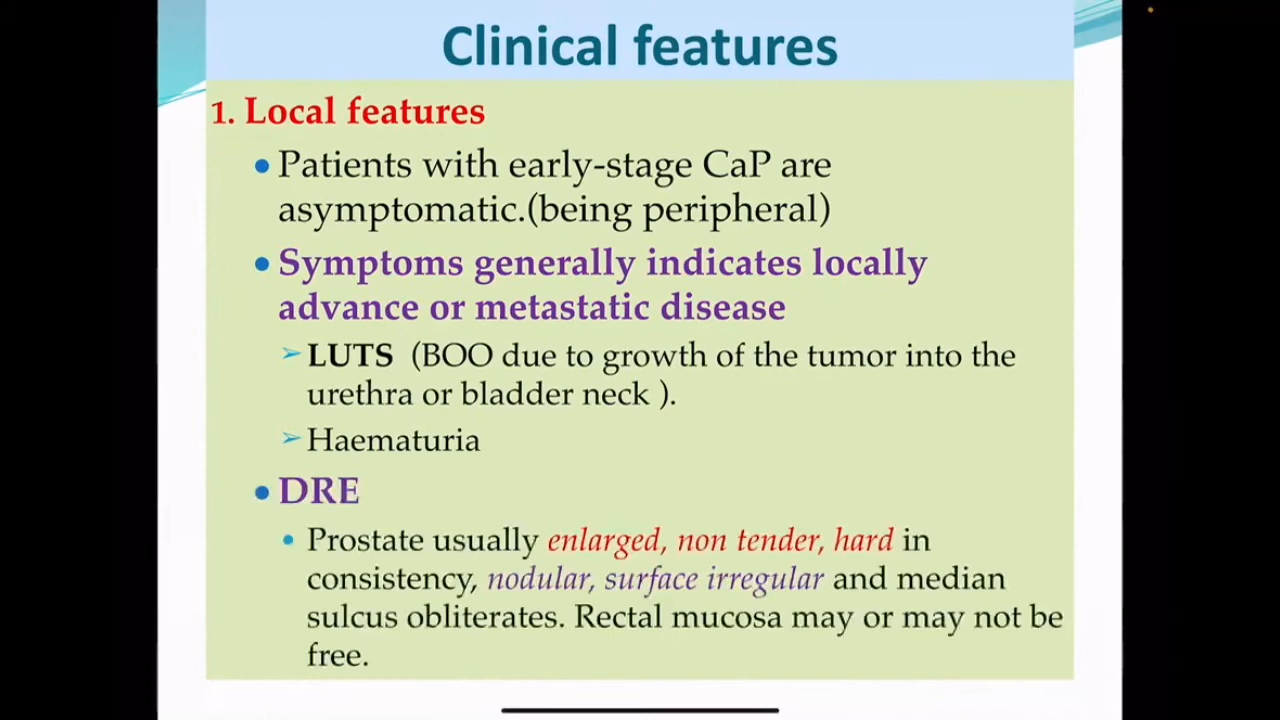 Clinical features
1. Local features
• Patients with early-stage CaP are
asymptomatic.(being peripheral)
• Symptoms generally indicates locally
advance or metastatic disease
➢ LUTS (BOO due to growth of the tumor into the
urethra or bladder neck ).
➢ Haematuria
• DRE
• Prostate usually enlarged, non tender, hard in
consistency, nodular, surface irregular and median
sulcus obliterates. Rectal mucosa may or may not be
free.